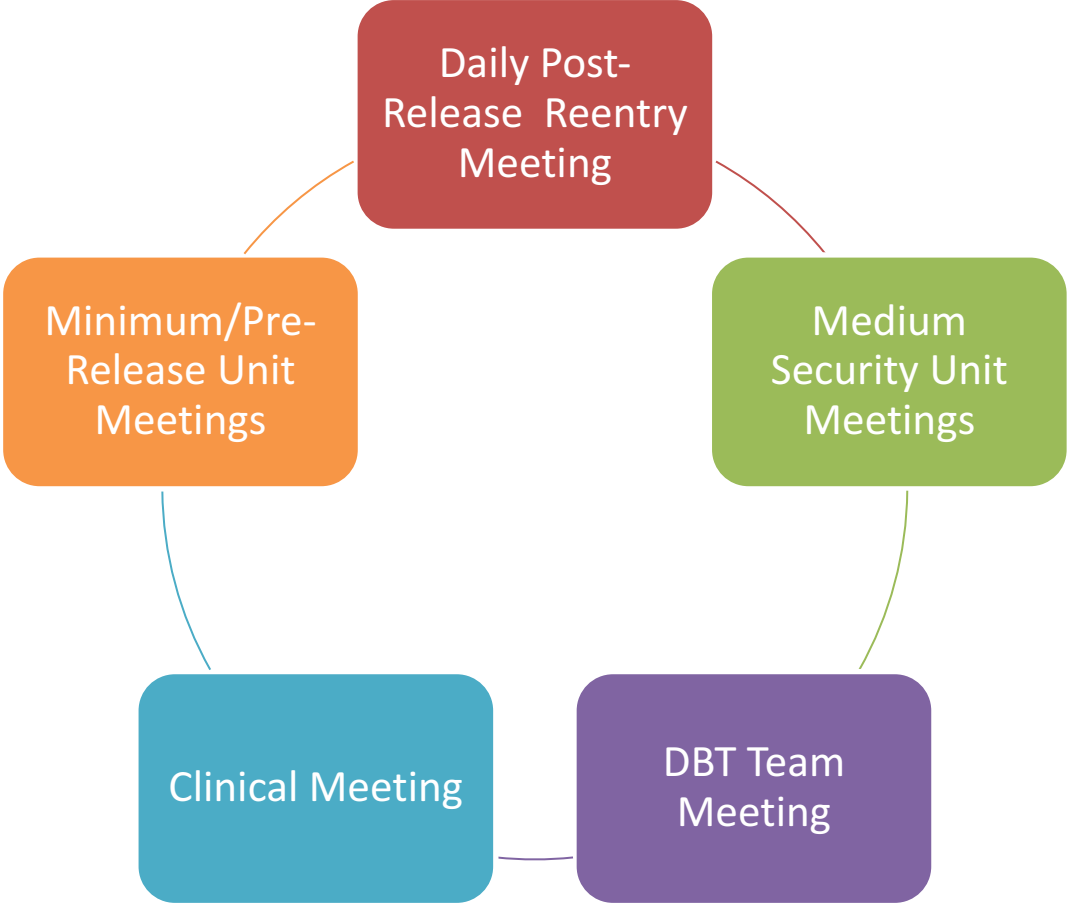 Daily Post-
Release  Reentry
Meeting
Minimum/Pre-
Release Unit
Meetings
Medium
Security Unit
Meetings
Clinical Meeting
DBT Team
Meeting